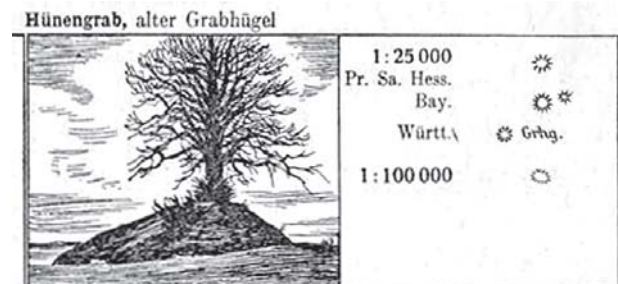 Hünengrab, alter Grabhügel
1:25 000
Pr. Sa. Hess.
Bay.
Württ. Grhg.
1:100 000